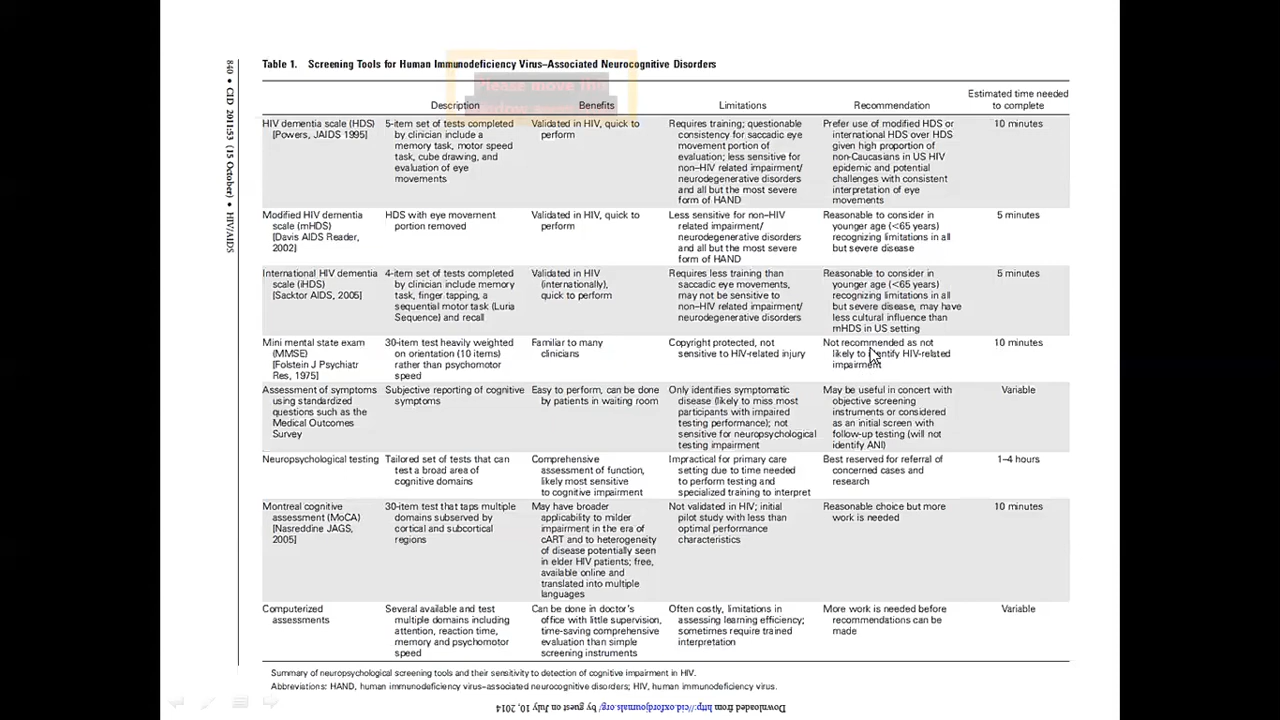 Table 1. Screening Tools for Human Immunodeficiency Virus–Associated Neurocognitive Disorders
Please move this
window away
Estimated time needed
to complete
Description
Benefits
Limitations
Recommendation
HIV dementia scale (HDS)
[Powers, JAIDS 1995]
5-item set of tests completed
by clinician include a
memory task, motor speed
task, cube drawing, and
evaluation of eye
movements
Validated in HIV, quick to
perform
Requires training; questionable
consistency for saccadic eye
movement portion of
evaluation; less sensitive for
non–HIV related impairment/
neurodegenerative disorders
and all but the most severe
form of HAND
Prefer use of modified HDS or
international HDS over HDS
given high proportion of
non-Caucasians in US HIV
epidemic and potential
challenges with consistent
interpretation of eye
movements
10 minutes
Modified HIV dementia
scale (mHDS)
[Davis AIDS Reader,
2002]
HDS with eye movement
portion removed
Validated in HIV, quick to
perform
Less sensitive for non–HIV
related impairment/
neurodegenerative disorders
and all but the most severe
form of HAND
Reasonable to consider in
younger age (<65 years)
recognizing limitations in all
but severe disease
5 minutes
International HIV dementia
scale (iHDS)
[Sacktor AIDS, 2005]
4-item set of tests completed
by clinician include memory
task, finger tapping, a
sequential motor task (Luria
Sequence) and recall
Validated in HIV
(internationally),
quick to perform
Requires less training than
saccadic eye movements,
may not be sensitive to
non–HIV related impairment/
neurodegenerative disorders
Reasonable to consider in
younger age (<65 years)
recognizing limitations in all
but severe disease, may have
less cultural influence than
mHDS in US setting
5 minutes
Mini mental state exam
(MMSE)
[Folstein J Psychiatr
Res, 1975]
30-item test heavily weighted
on orientation (10 items)
rather than psychomotor
speed
Familiar to many
clinicians
Copyright protected, not
sensitive to HIV-related injury
Not recommended as not
likely to identify HIV-related
impairment
10 minutes
Assessment of symptoms
using standardized
questions such as the
Medical Outcomes
Survey
Subjective reporting of cognitive
symptoms
Easy to perform, can be done
by patients in waiting room
Only identifies symptomatic
disease (likely to miss most
participants with impaired
testing performance); not
sensitive for neuropsychological
testing impairment
May be useful in concert with
objective screening
instruments or considered
as an initial screen with
follow-up testing (will not
identify ANI)
Variable
Neuropsychological testing
Tailored set of tests that can
test a broad area of
cognitive domains
Comprehensive
assessment of function,
likely most sensitive
to cognitive impairment
Impractical for primary care
setting due to time needed
to perform testing and
specialized training to interpret
Best reserved for referral of
concerned cases and
research
1–4 hours
Montreal cognitive
assessment (MoCA)
[Nasreddine JAGS,
2005]
30-item test that taps multiple
domains subserved by
cortical and subcortical
regions
May have broader
applicability to milder
impairment in the era of
cART and to heterogeneity
of disease potentially seen
in elder HIV patients; free,
available online and
translated into multiple
languages
Not validated in HIV; initial
pilot study with less than
optimal performance
characteristics
Reasonable choice but more
work is needed
10 minutes
Computerized
assessments
Several available and test
multiple domains including
attention, reaction time,
memory and psychomotor
speed
Can be done in doctor's
office with little supervision,
time-saving comprehensive
evaluation than simple
screening instruments
Often costly, limitations in
assessing learning efficiency;
sometimes require trained
interpretation
More work is needed before
recommendations can be
made
Variable
Summary of neuropsychological screening tools and their sensitivity to detection of cognitive impairment in HIV.
Abbreviations: HAND, human immunodeficiency virus–associated neurocognitive disorders; HIV, human immunodeficiency virus.
840 • CID 2011:53 (15 October) • HIV/AIDS
Downloaded from http://cid.oxfordjournals.org/ by guest on July 10, 2014